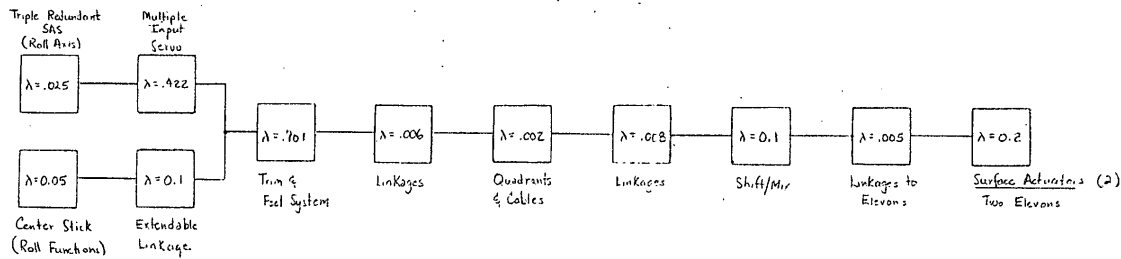 Triple Redundant
SAS
(Roll Axis)
Multiple
Input
Servo
λ=.025
λ=.422
λ=0.05
λ=0.1
Center Stick
(Roll Functions)
Extendable
Linkage
λ=.701
Trim &
Feel System
λ=.006
Linkages
λ=.002
Quadrants
& Cables
λ=.008
Linkages
λ=0.1
Shift/Mix
λ=.005
Linkages to
Elevons
λ=0.2
Surface Actuators (2)
Two Elevons